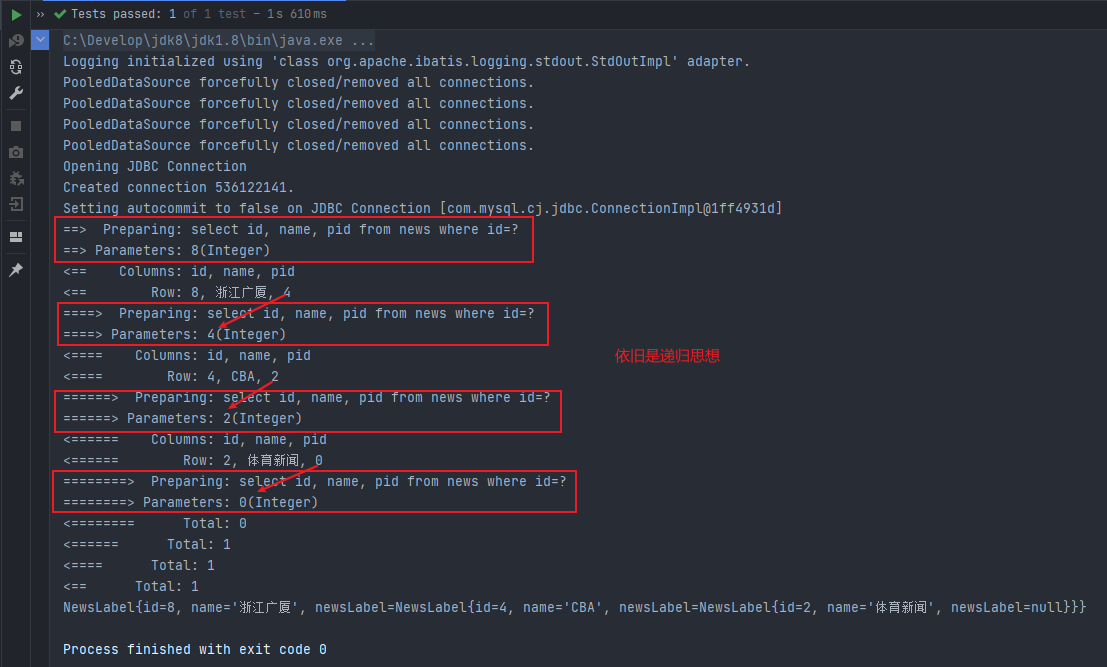 Tests passed: 1 of 1 test – 1 s 610 ms
C:\Develop\jdk8\jdk1.8\bin\java.exe ...
Logging initialized using 'class org.apache.ibatis.logging.stdout.StdOutImpl' adapter.
PooledDataSource forcefully closed/removed all connections.
PooledDataSource forcefully closed/removed all connections.
PooledDataSource forcefully closed/removed all connections.
PooledDataSource forcefully closed/removed all connections.
Opening JDBC Connection
Created connection 536122141.
Setting autocommit to false on JDBC Connection [com.mysql.cj.jdbc.ConnectionImpl@1ff4931d]
==>  Preparing: select id, name, pid from news where id=?
==> Parameters: 8(Integer)
<==    Columns: id, name, pid
<==        Row: 8, 浙江广厦, 4
====>  Preparing: select id, name, pid from news where id=?
====> Parameters: 4(Integer)
依旧是递归思想
<====    Columns: id, name, pid
<====        Row: 4, CBA, 2
======>  Preparing: select id, name, pid from news where id=?
======> Parameters: 2(Integer)
<======    Columns: id, name, pid
<======        Row: 2, 体育新闻, 0
========>  Preparing: select id, name, pid from news where id=?
========> Parameters: 0(Integer)
<========      Total: 0
<======      Total: 1
<====      Total: 1
<==      Total: 1
NewsLabel{id=8, name='浙江广厦', newsLabel=NewsLabel{id=4, name='CBA', newsLabel=NewsLabel{id=2, name='体育新闻', newsLabel=null}}}
Process finished with exit code 0